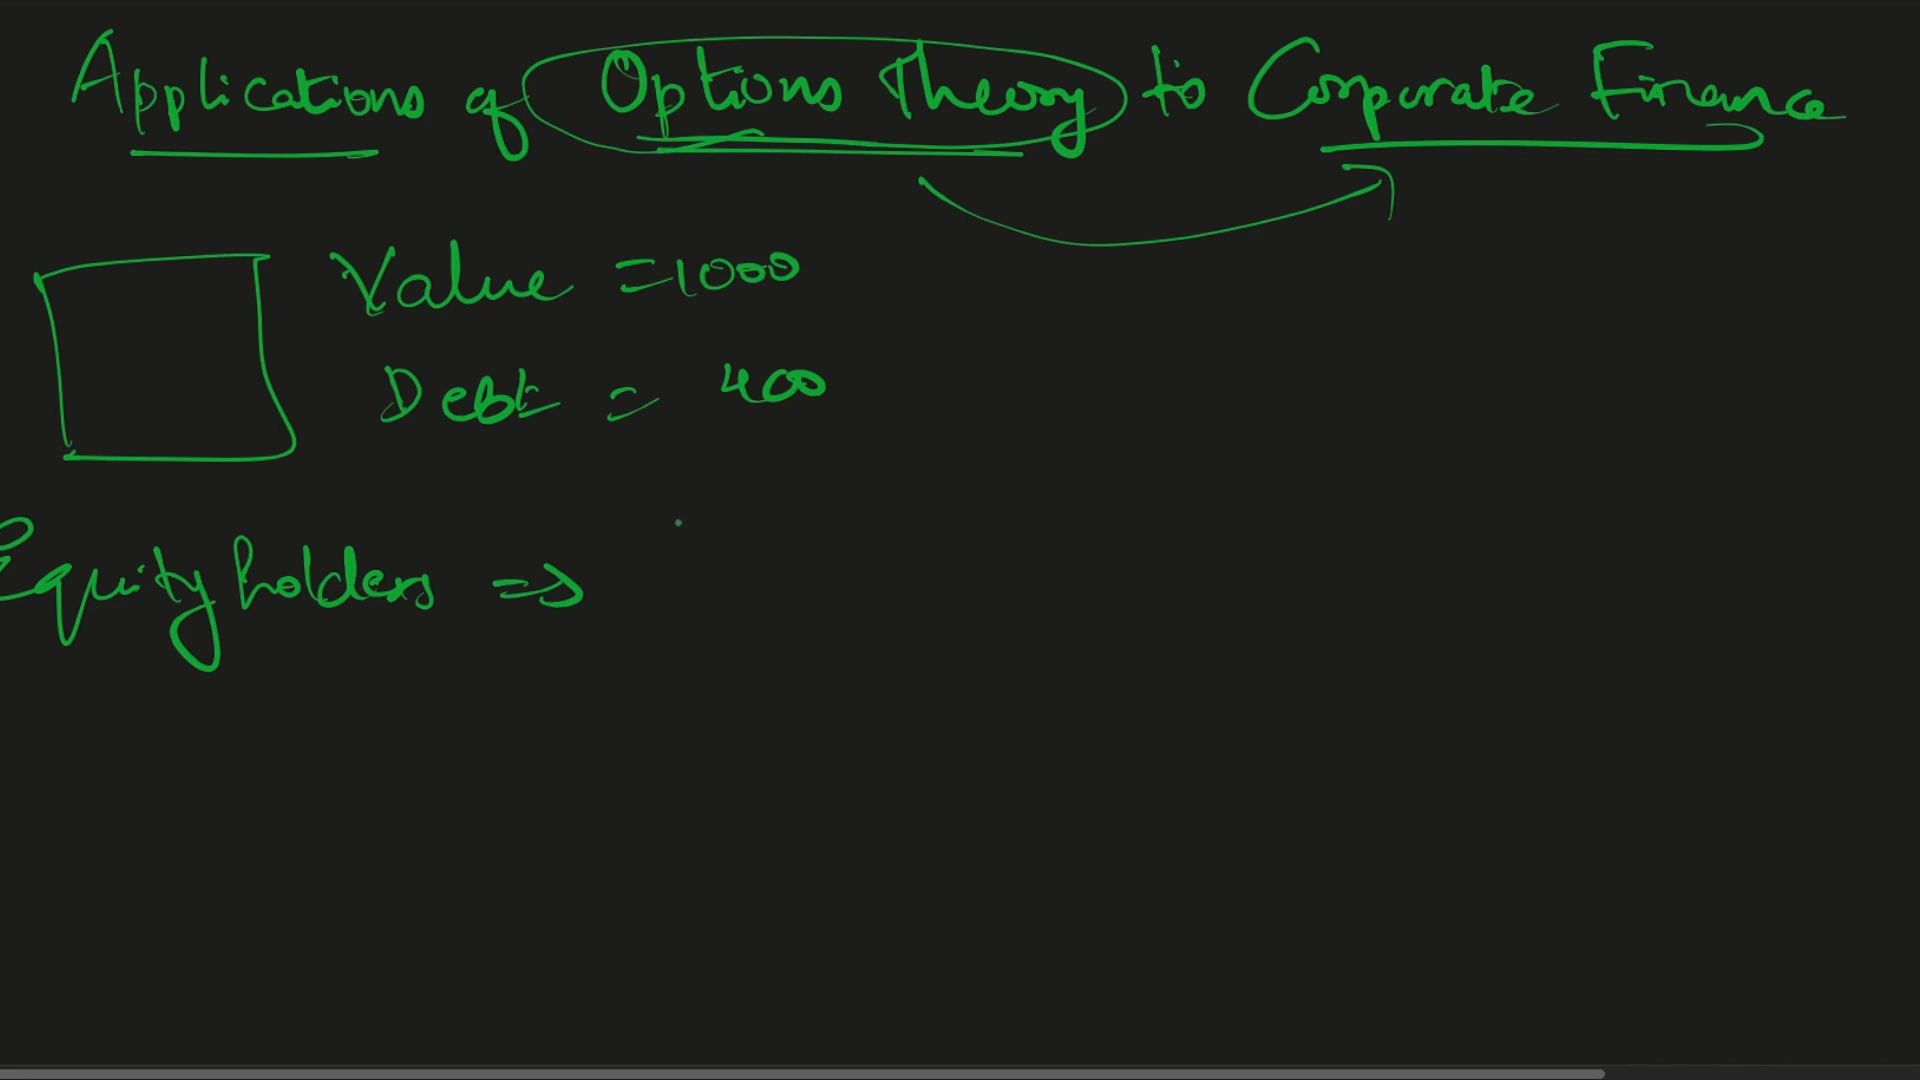 Applications of Options Theory to Corporate Finance
Value = 1000
Debt = 400
Equity holders ⇒